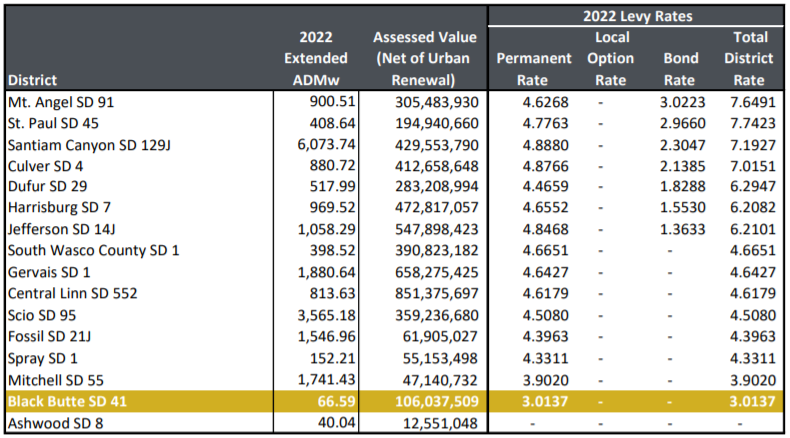 2022 Levy Rates
2022 Assessed Value Local Total
Extended (Net of Urban Permanent Option Bond District
District ADMw Renewal) Rate Rate Rate Rate
Mt. Angel SD 91 900.51 305,483,930 4.6268 - 3.0223 7.6491
St. Paul SD 45 408.64 194,940,660 4.7763 - 2.9660 7.7423
Santiam Canyon SD 129J 6,073.74 429,553,790 4.8880 - 2.3047 7.1927
Culver SD 4 880.72 412,658,648 4.8766 - 2.1385 7.0151
Dufur SD 29 517.99 283,208,994 4.4659 - 1.8288 6.2947
Harrisburg SD 7 969.52 472,817,057 4.6552 - 1.5530 6.2082
Jefferson SD 14J 1,058.29 547,898,423 4.8468 - 1.3633 6.2101
South Wasco County SD 1 398.52 390,823,182 4.6651 - - 4.6651
Gervais SD 1 1,880.64 658,275,425 4.6427 - - 4.6427
Central Linn SD 552 813.63 851,375,697 4.6179 - - 4.6179
Scio SD 95 3,565.18 359,236,680 4.5080 - - 4.5080
Fossil SD 21J 1,546.96 61,905,027 4.3963 - - 4.3963
Spray SD 1 152.21 55,153,498 4.3311 - - 4.3311
Mitchell SD 55 1,741.43 47,140,732 3.9020 - - 3.9020
Black Butte SD 41 66.59 106,037,509 3.0137 - - 3.0137
Ashwood SD 8 40.04 12,551,048 - - - -